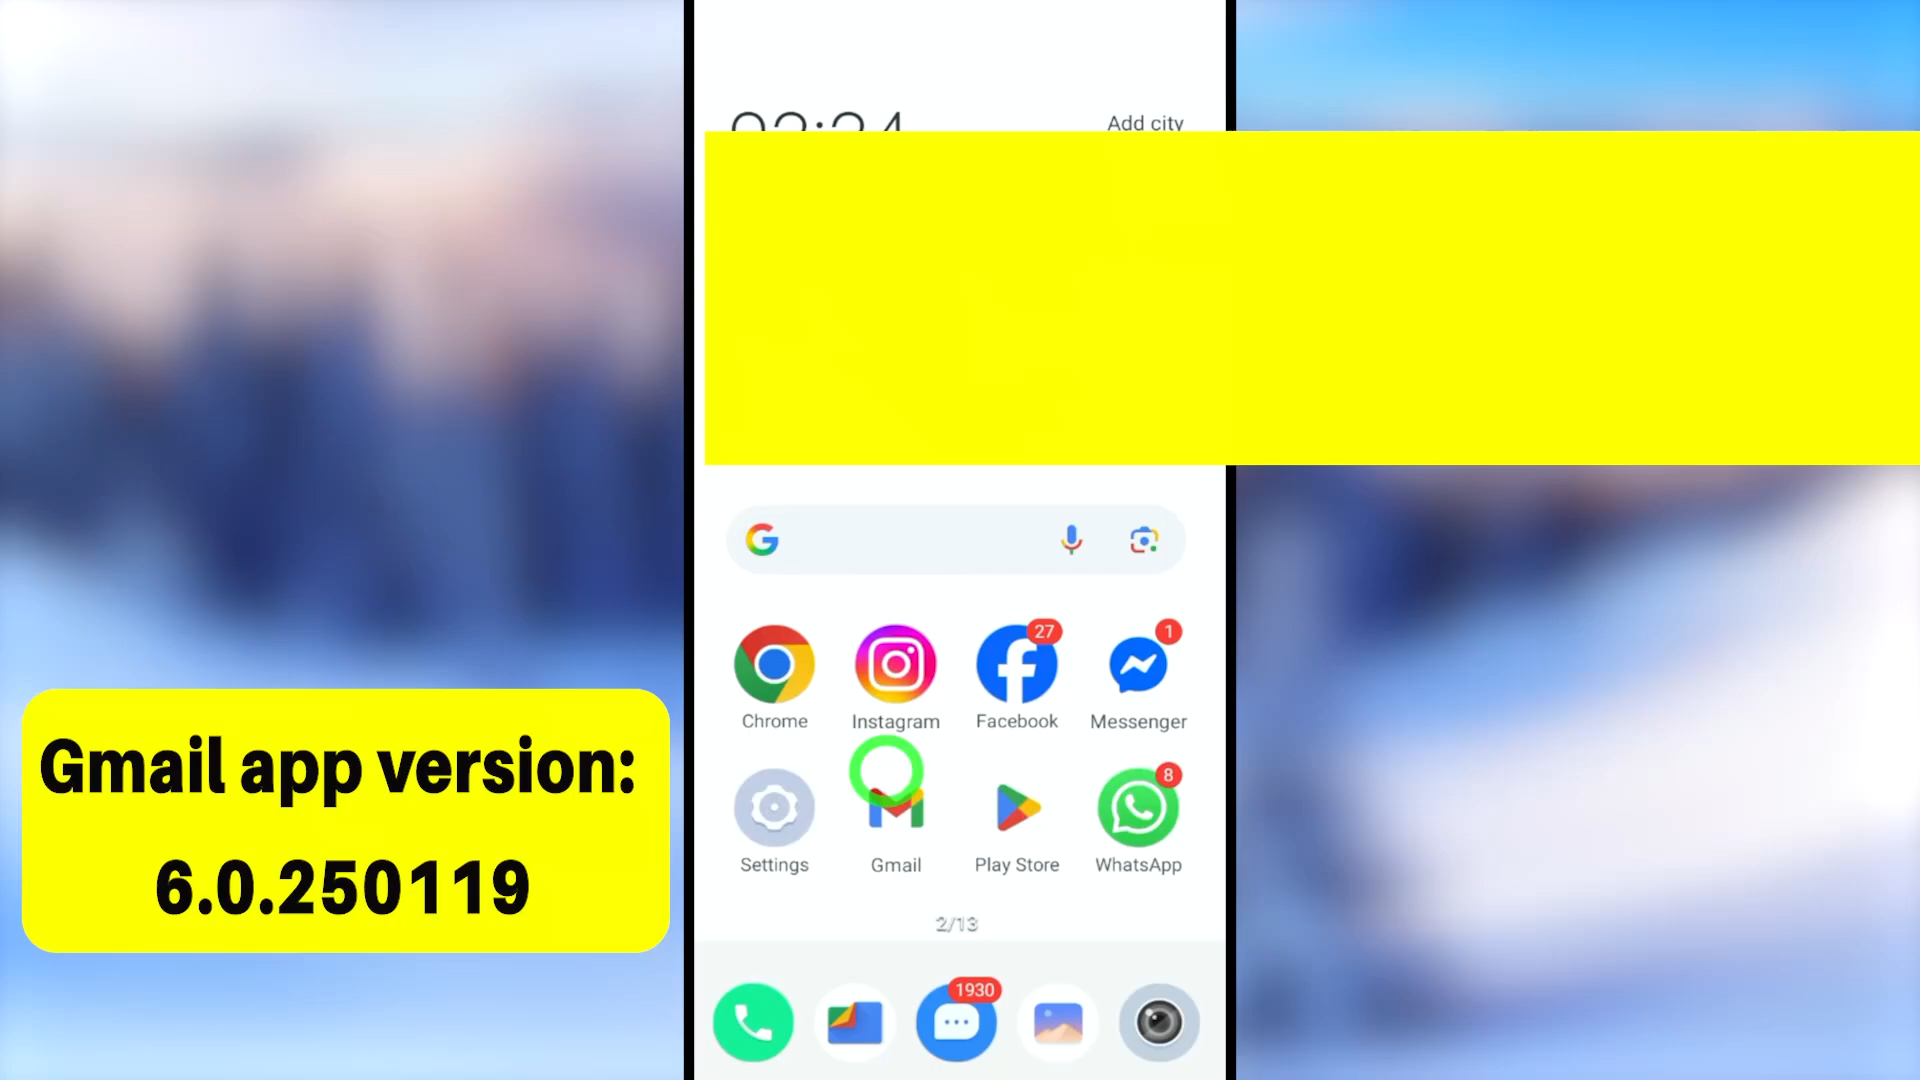 Add city
27
1
Chrome
Instagram
Facebook
Messenger
8
Settings
Gmail
Play Store
WhatsApp
2/13
1930
Gmail app version:
6.0.250119